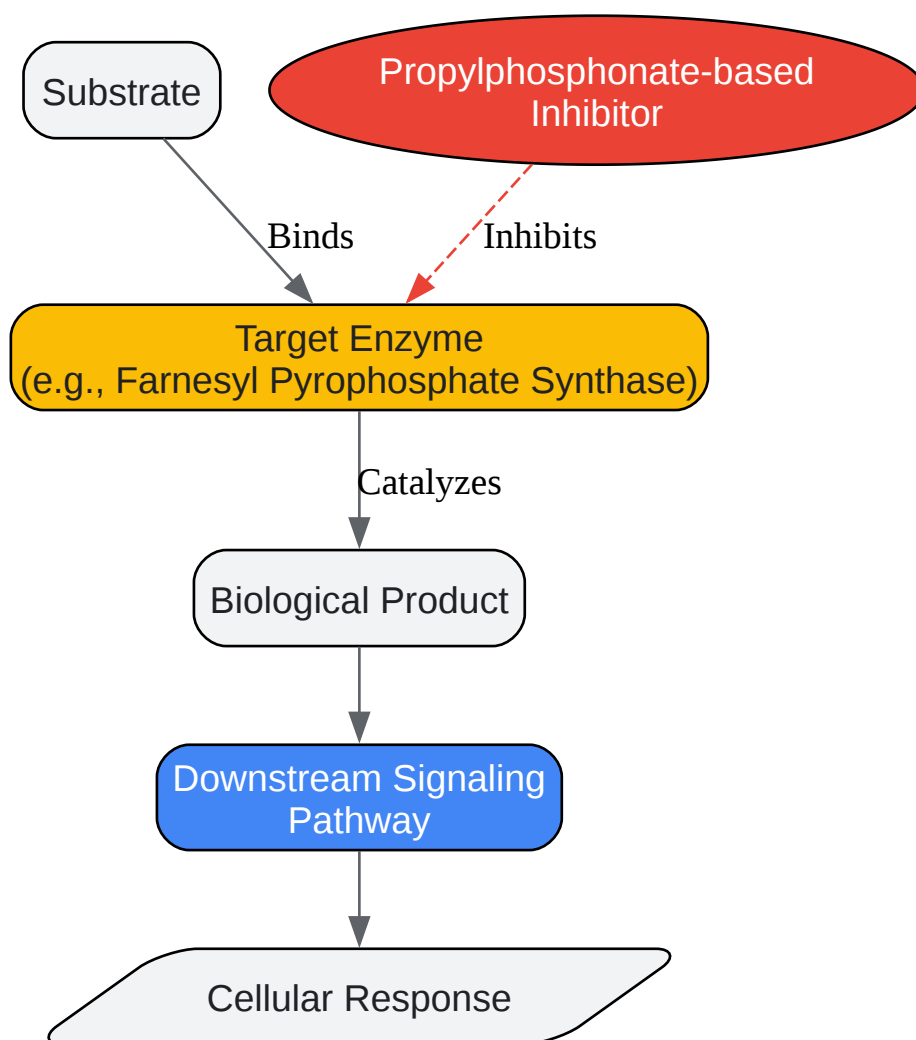 Substrate
Propylphosphonate-based
Inhibitor
Binds
Inhibits
Target Enzyme
(e.g., Farnesyl Pyrophosphate Synthase)
Catalyzes
Biological Product
Downstream Signaling
Pathway
Cellular Response